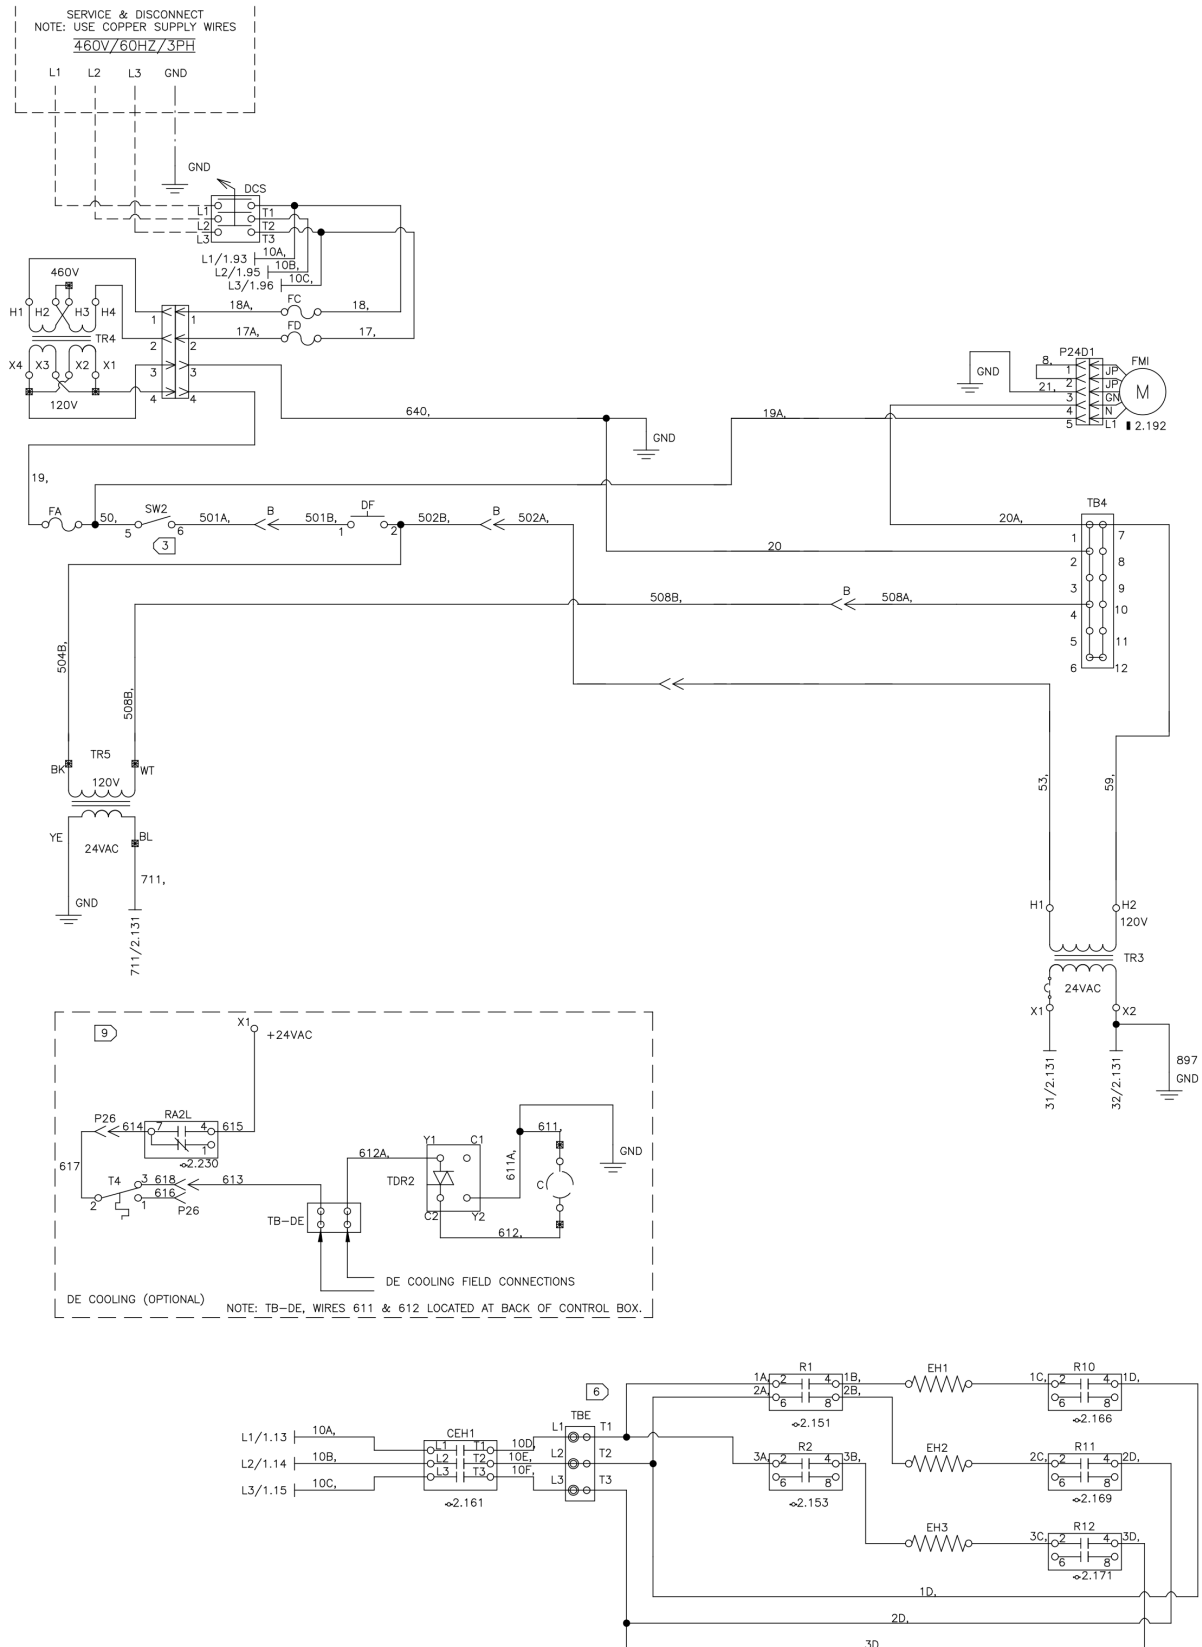 SERVICE & DISCONNECT
NOTE: USE COPPER SUPPLY WIRES
460V/60HZ/3PH
L1 L2 L3 GND
GND
DCS
L1 T1
L2 T2
L3 T3
L1/1.93 10A,
L2/1.95 10B,
L3/1.96 10C,
460V
H1 H2 H3 H4
TR4
X4 X3 X2 X1
120V
1 1 18A, FC 18,
2 2 17A, FD 17,
3 3
4 4
640,
GND
19A,
P24D1 FMI
8, 1 JP
GND 2 JP
21, 3 GN
4 N
5 L1
M
2.192
19,
FA 50, SW2 501A, B 501B, DF 502B, B 502A,
5 6 1 2
3
20A,
TB4
20
1 7
2 8
3 9
4 10
5 11
6 12
508B, B 508A,
504B,
508B,
TR5
BK WT
120V
YE BL
24VAC
711,
GND
711/2.131
53,
59,
H1 H2
120V
TR3
24VAC
X1 X2
31/2.131
32/2.131
897
GND
9
X1
+24VAC
P26 RA2L
614 7 4 615
1
2.230
617
T4 3 618 613
616
2 1
P26
TB-DE
612A,
Y1 C1
TDR2
C2 Y2
611A,
611,
C
612,
GND
DE COOLING FIELD CONNECTIONS
DE COOLING (OPTIONAL)
NOTE: TB-DE, WIRES 611 & 612 LOCATED AT BACK OF CONTROL BOX.
6
L1/1.13 10A,
L2/1.14 10B,
L3/1.15 10C,
CEH1
L1 T1 10D,
L2 T2 10E,
L3 T3 10F,
2.161
TBE
L1 T1
L2 T2
L3 T3
R1
1A, 2 4 1B,
2A, 6 8 2B,
2.151
R2
3A, 2 4 3B,
6 8
2.153
EH1
EH2
EH3
R10
1C, 2 4 1D,
6 8
2.166
R11
2C, 2 4 2D,
6 8
2.169
R12
3C, 2 4 3D,
6 8
2.171
1D,
2D,
3D